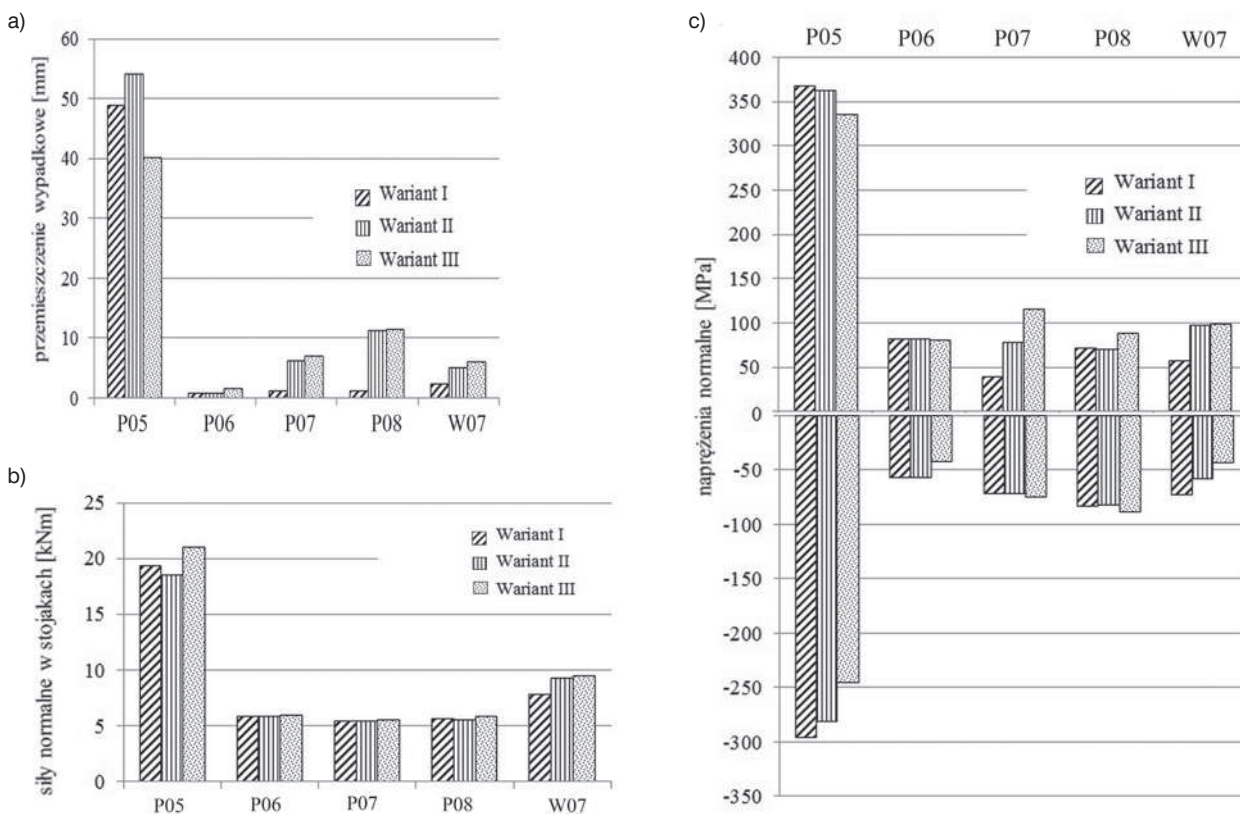 a)
przemieszczenie wypadkowe [mm]
60
50
40
30
20
10
0
Wariant I
Wariant II
Wariant III
P05 P06 P07 P08 W07
b)
siły normalne w stojakach [kNm]
25
20
15
10
5
0
Wariant I
Wariant II
Wariant III
P05 P06 P07 P08 W07
c)
P05 P06 P07 P08 W07
naprężenia normalne [MPa]
400
350
300
250
200
150
100
50
0
0
-50
-100
-150
-200
-250
-300
-350
Wariant I
Wariant II
Wariant III